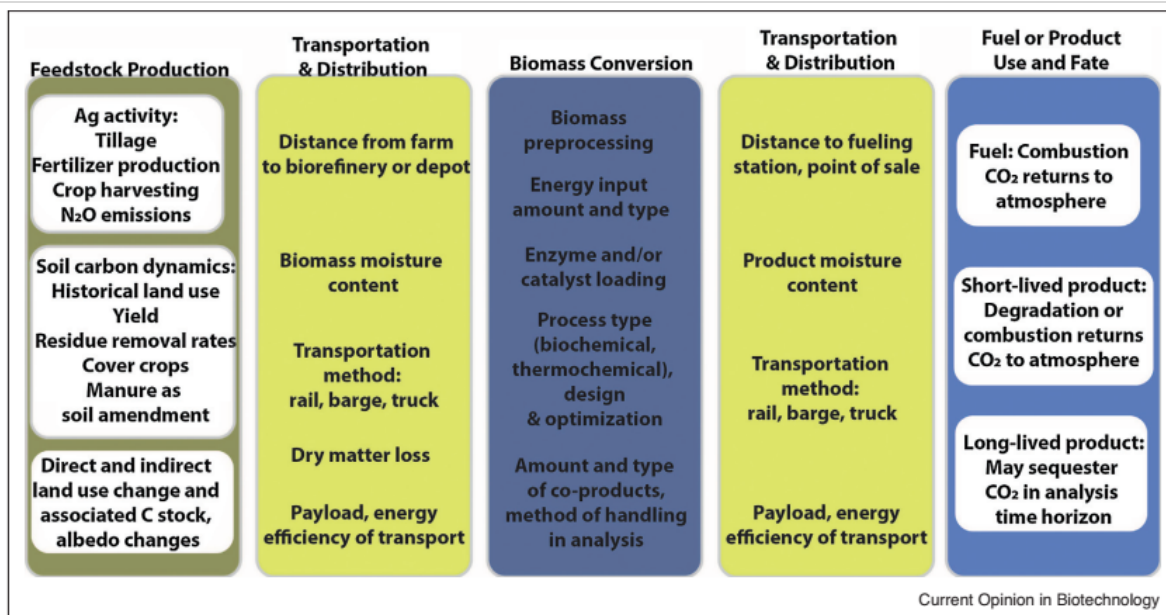 Feedstock Production
Ag activity:
Tillage
Fertilizer production
Crop harvesting
N₂O emissions
Soil carbon dynamics:
Historical land use
Yield
Residue removal rates
Cover crops
Manure as
soil amendment
Direct and indirect
land use change and
associated C stock,
albedo changes
Transportation
& Distribution
Distance from farm
to biorefinery or depot
Biomass moisture
content
Transportation
method:
rail, barge, truck
Dry matter loss
Payload, energy
efficiency of transport
Biomass Conversion
Biomass
preprocessing
Energy input
amount and type
Enzyme and/or
catalyst loading
Process type
(biochemical,
thermochemical),
design
& optimization
Amount and type
of co-products,
method of handling
in analysis
Transportation
& Distribution
Distance to fueling
station, point of sale
Product moisture
content
Transportation
method:
rail, barge, truck
Payload, energy
efficiency of transport
Fuel or Product
Use and Fate
Fuel: Combustion
CO₂ returns to
atmosphere
Short-lived product:
Degradation or
combustion returns
CO₂ to atmosphere
Long-lived product:
May sequester
CO₂ in analysis
time horizon
Current Opinion in Biotechnology